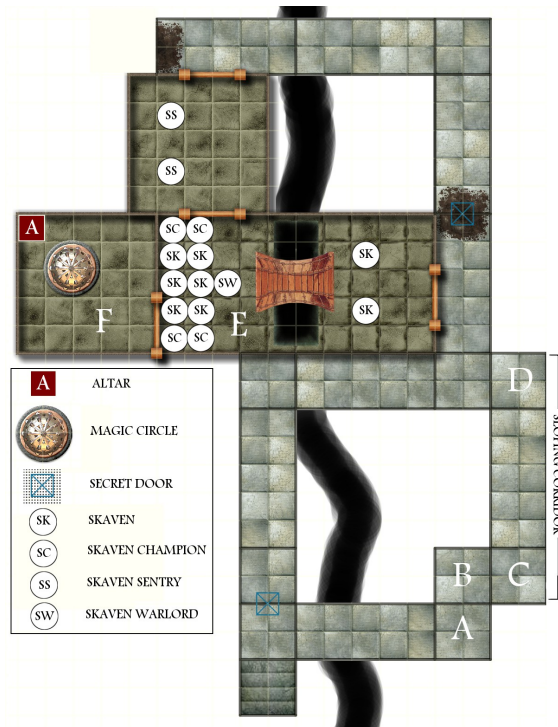 SS
SS
A SC SC
SK SK SK
SK SK SW
SK SK SK
F E
SC SC
D
A ALTAR
MAGIC CIRCLE
SECRET DOOR
SK SKAVEN
SC SKAVEN CHAMPION
SS SKAVEN SENTRY
SW SKAVEN WARLORD
B C
A